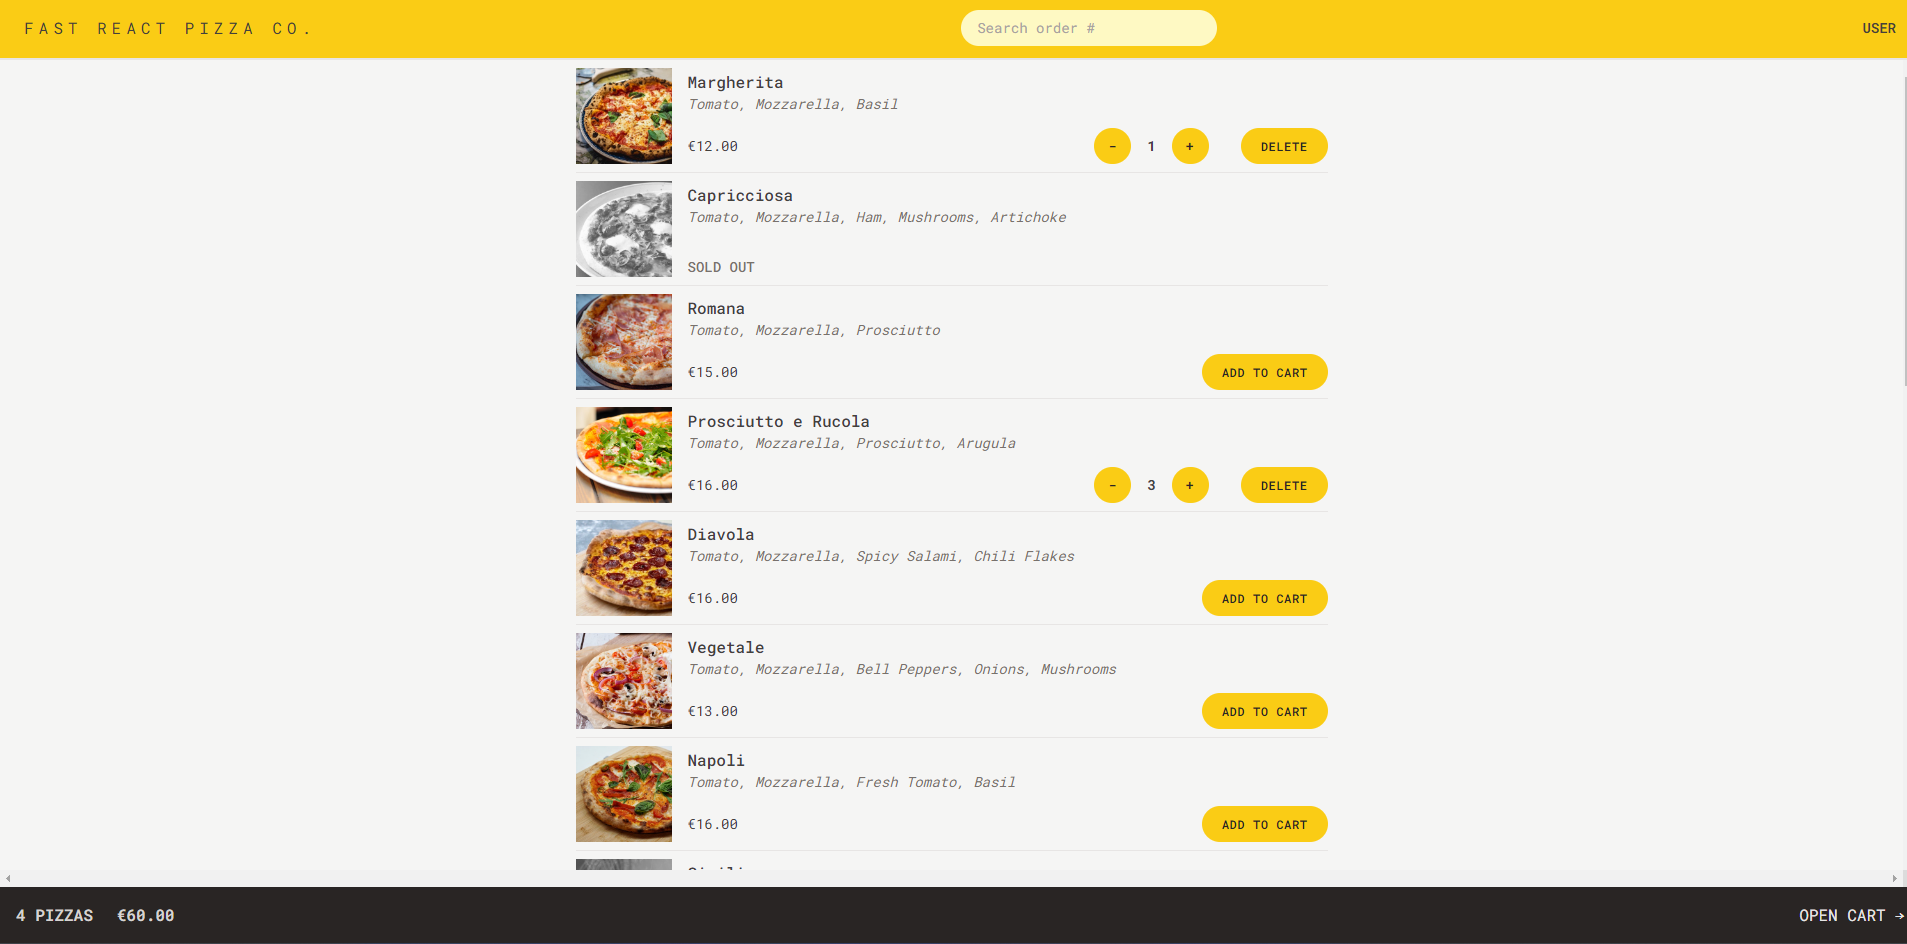 FAST REACT PIZZA CO.
Search order #
USER
Margherita
Tomato, Mozzarella, Basil
€12.00
- 1 + DELETE
Capricciosa
Tomato, Mozzarella, Ham, Mushrooms, Artichoke
SOLD OUT
Romana
Tomato, Mozzarella, Prosciutto
€15.00
ADD TO CART
Prosciutto e Rucola
Tomato, Mozzarella, Prosciutto, Arugula
€16.00
- 3 + DELETE
Diavola
Tomato, Mozzarella, Spicy Salami, Chili Flakes
€16.00
ADD TO CART
Vegetale
Tomato, Mozzarella, Bell Peppers, Onions, Mushrooms
€13.00
ADD TO CART
Napoli
Tomato, Mozzarella, Fresh Tomato, Basil
€16.00
ADD TO CART
4 PIZZAS €60.00
OPEN CART →